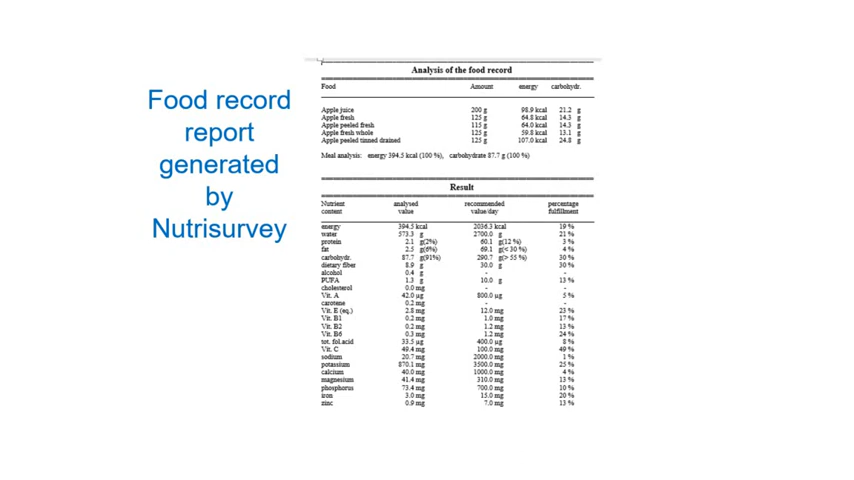 Food record
report
generated
by
Nutrisurvey
Analysis of the food record
Food Amount energy carbohydr.
Apple juice 200 g 98.9 kcal 21.2 g
Apple fresh 125 g 64.8 kcal 14.3 g
Apple peeled fresh 115 g 64.0 kcal 14.3 g
Apple fresh whole 125 g 59.8 kcal 13.1 g
Apple peeled tinned drained 125 g 107.0 kcal 24.8 g
Meal analysis: energy 394.5 kcal (100 %), carbohydrate 87.7 g (100 %)
Result
Nutrient analysed recommended percentage
content value value/day fulfillment
energy 394.5 kcal 2036.3 kcal 19 %
water 573.3 g 2700.0 g 21 %
protein 2.1 g(2%) 60.1 g(12 %) 3 %
fat 2.5 g(6%) 69.1 g(< 30 %) 4 %
carbohydr. 87.7 g(91%) 290.7 g(> 55 %) 30 %
dietary fiber 8.9 g 30.0 g 30 %
alcohol 0.4 g - -
PUFA 1.3 g 10.0 g 13 %
cholesterol 0.0 mg - -
Vit. A 42.0 µg 800.0 µg 5 %
carotene 0.2 mg - -
Vit. E (eq.) 2.8 mg 12.0 mg 23 %
Vit. B1 0.2 mg 1.0 mg 17 %
Vit. B2 0.2 mg 1.2 mg 13 %
Vit. B6 0.3 mg 1.2 mg 24 %
tot. fol.acid 33.5 µg 400.0 µg 8 %
Vit. C 49.4 mg 100.0 mg 49 %
sodium 20.7 mg 2000.0 mg 1 %
potassium 870.1 mg 3500.0 mg 25 %
calcium 40.0 mg 1000.0 mg 4 %
magnesium 41.4 mg 310.0 mg 13 %
phosphorus 73.4 mg 700.0 mg 10 %
iron 3.0 mg 15.0 mg 20 %
zinc 0.9 mg 7.0 mg 13 %